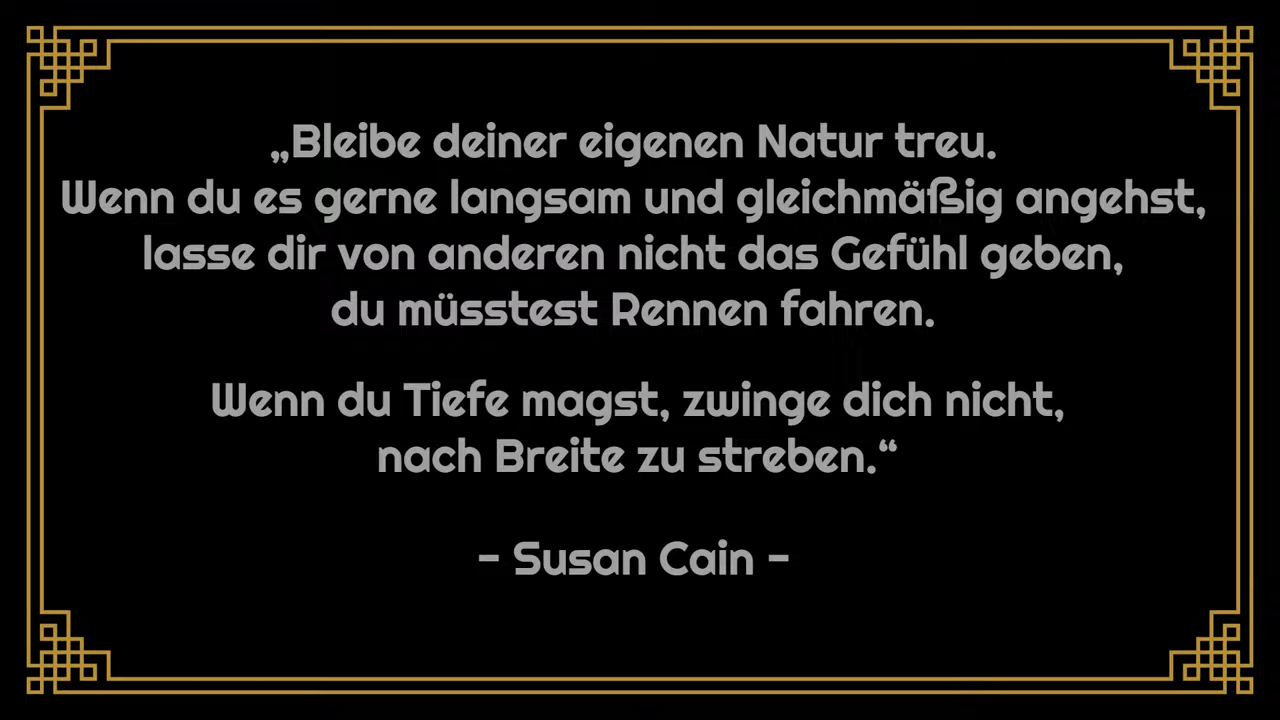 „Bleibe deiner eigenen Natur treu.
Wenn du es gerne langsam und gleichmäßig angehst,
lasse dir von anderen nicht das Gefühl geben,
du müsstest Rennen fahren.
Wenn du Tiefe magst, zwinge dich nicht,
nach Breite zu streben.“
- Susan Cain -